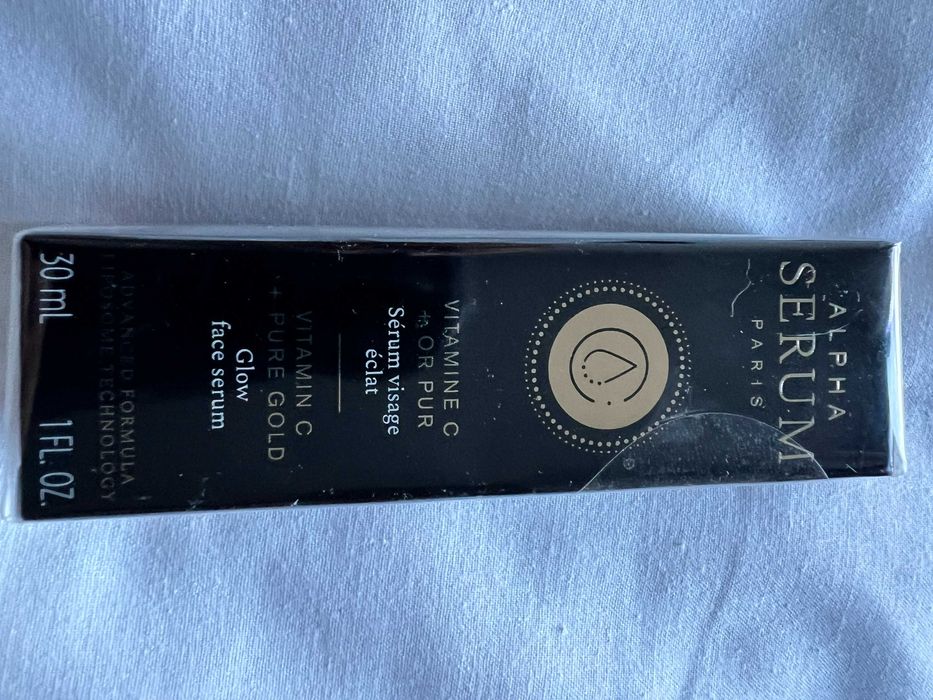 ALPHA
SERUM
PARIS
VITAMINE C
+ OR PUR
Sérum visage
éclat
VITAMIN C
+ PURE GOLD
Glow
face serum
ADVANCED FORMULA
LIPOSOME TECHNOLOGY
30 mL 1 FL. OZ.